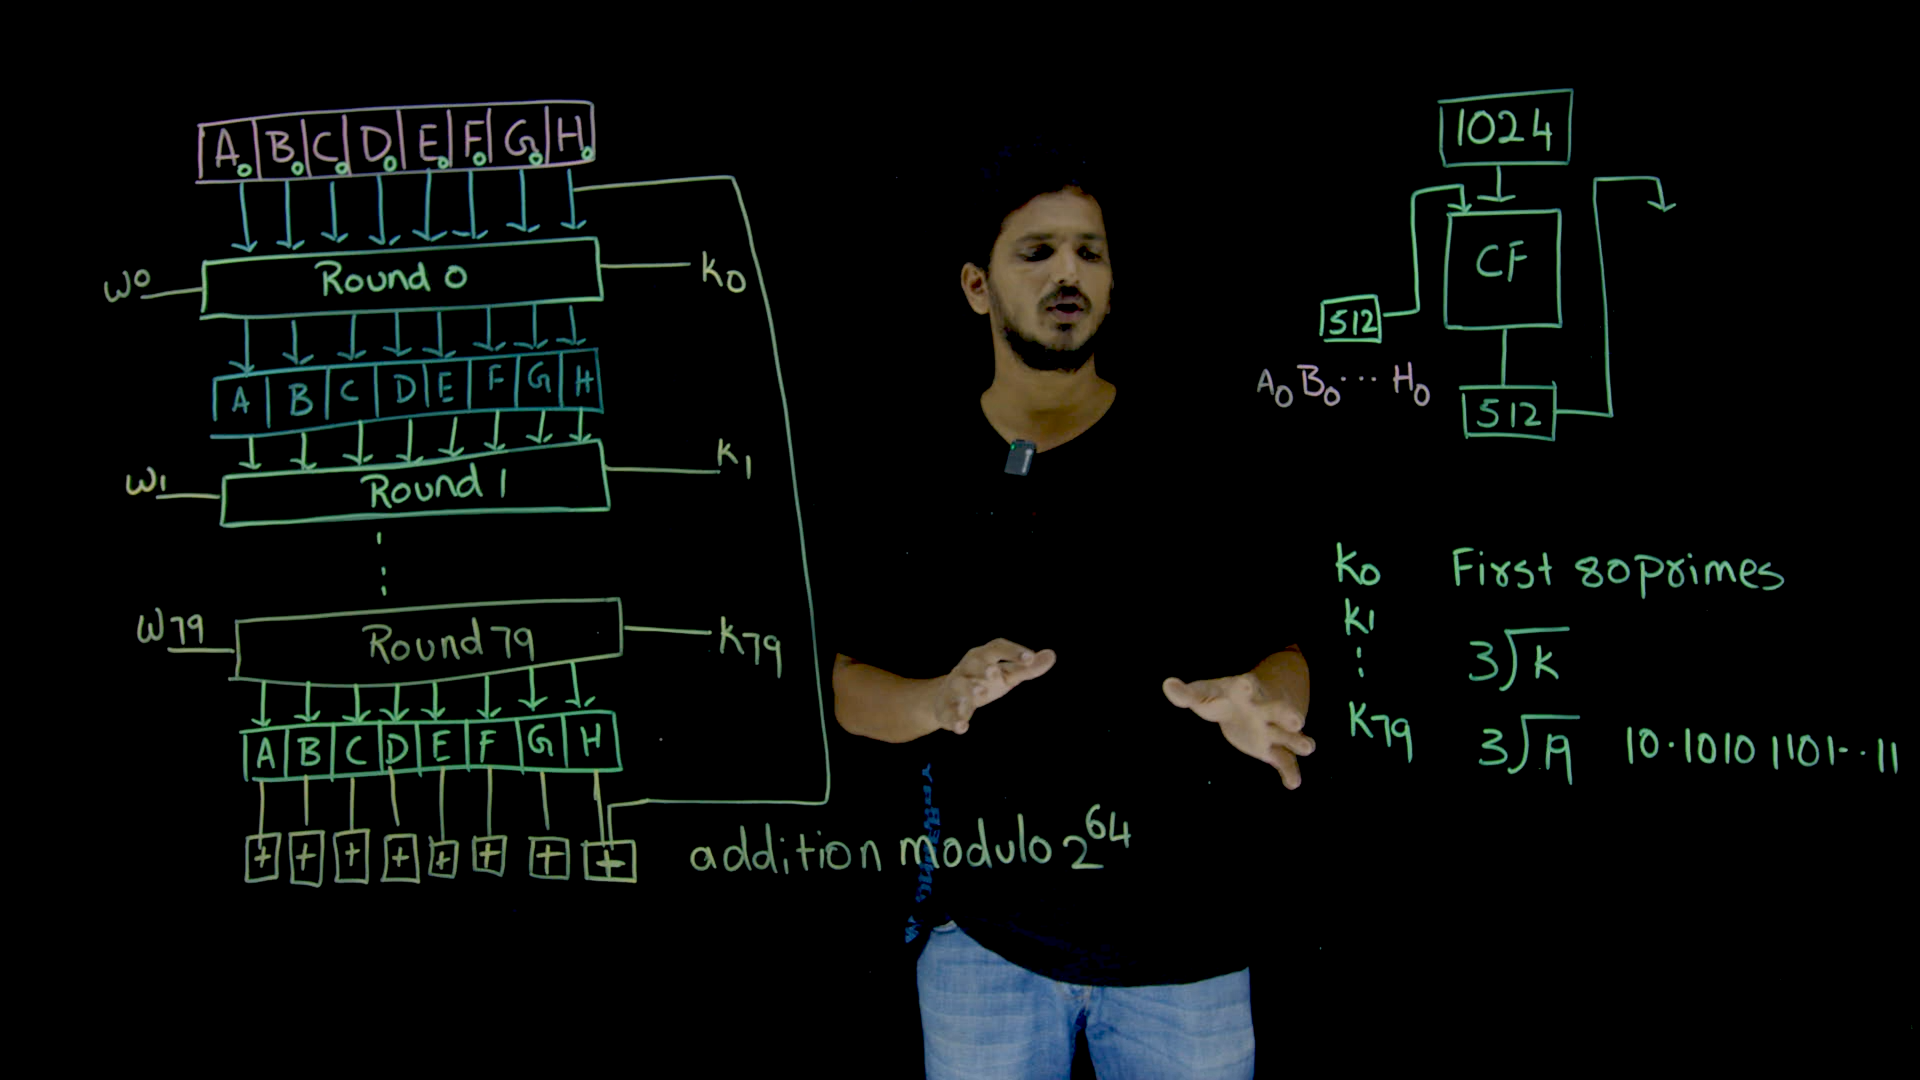 A₀ B₀ C₀ D₀ E₀ F₀ G₀ H₀
W0 Round 0 K0
A B C D E F G H
W1 Round 1 K1
W79 Round 79 K79
A B C D E F G H
+ + + + + + + +
addition modulo 2^64
1024
CF
512
A₀ B₀ ... H₀
512
K0 First 80 primes
K1
3√K
K79
3√19 10.1010 1101-..11